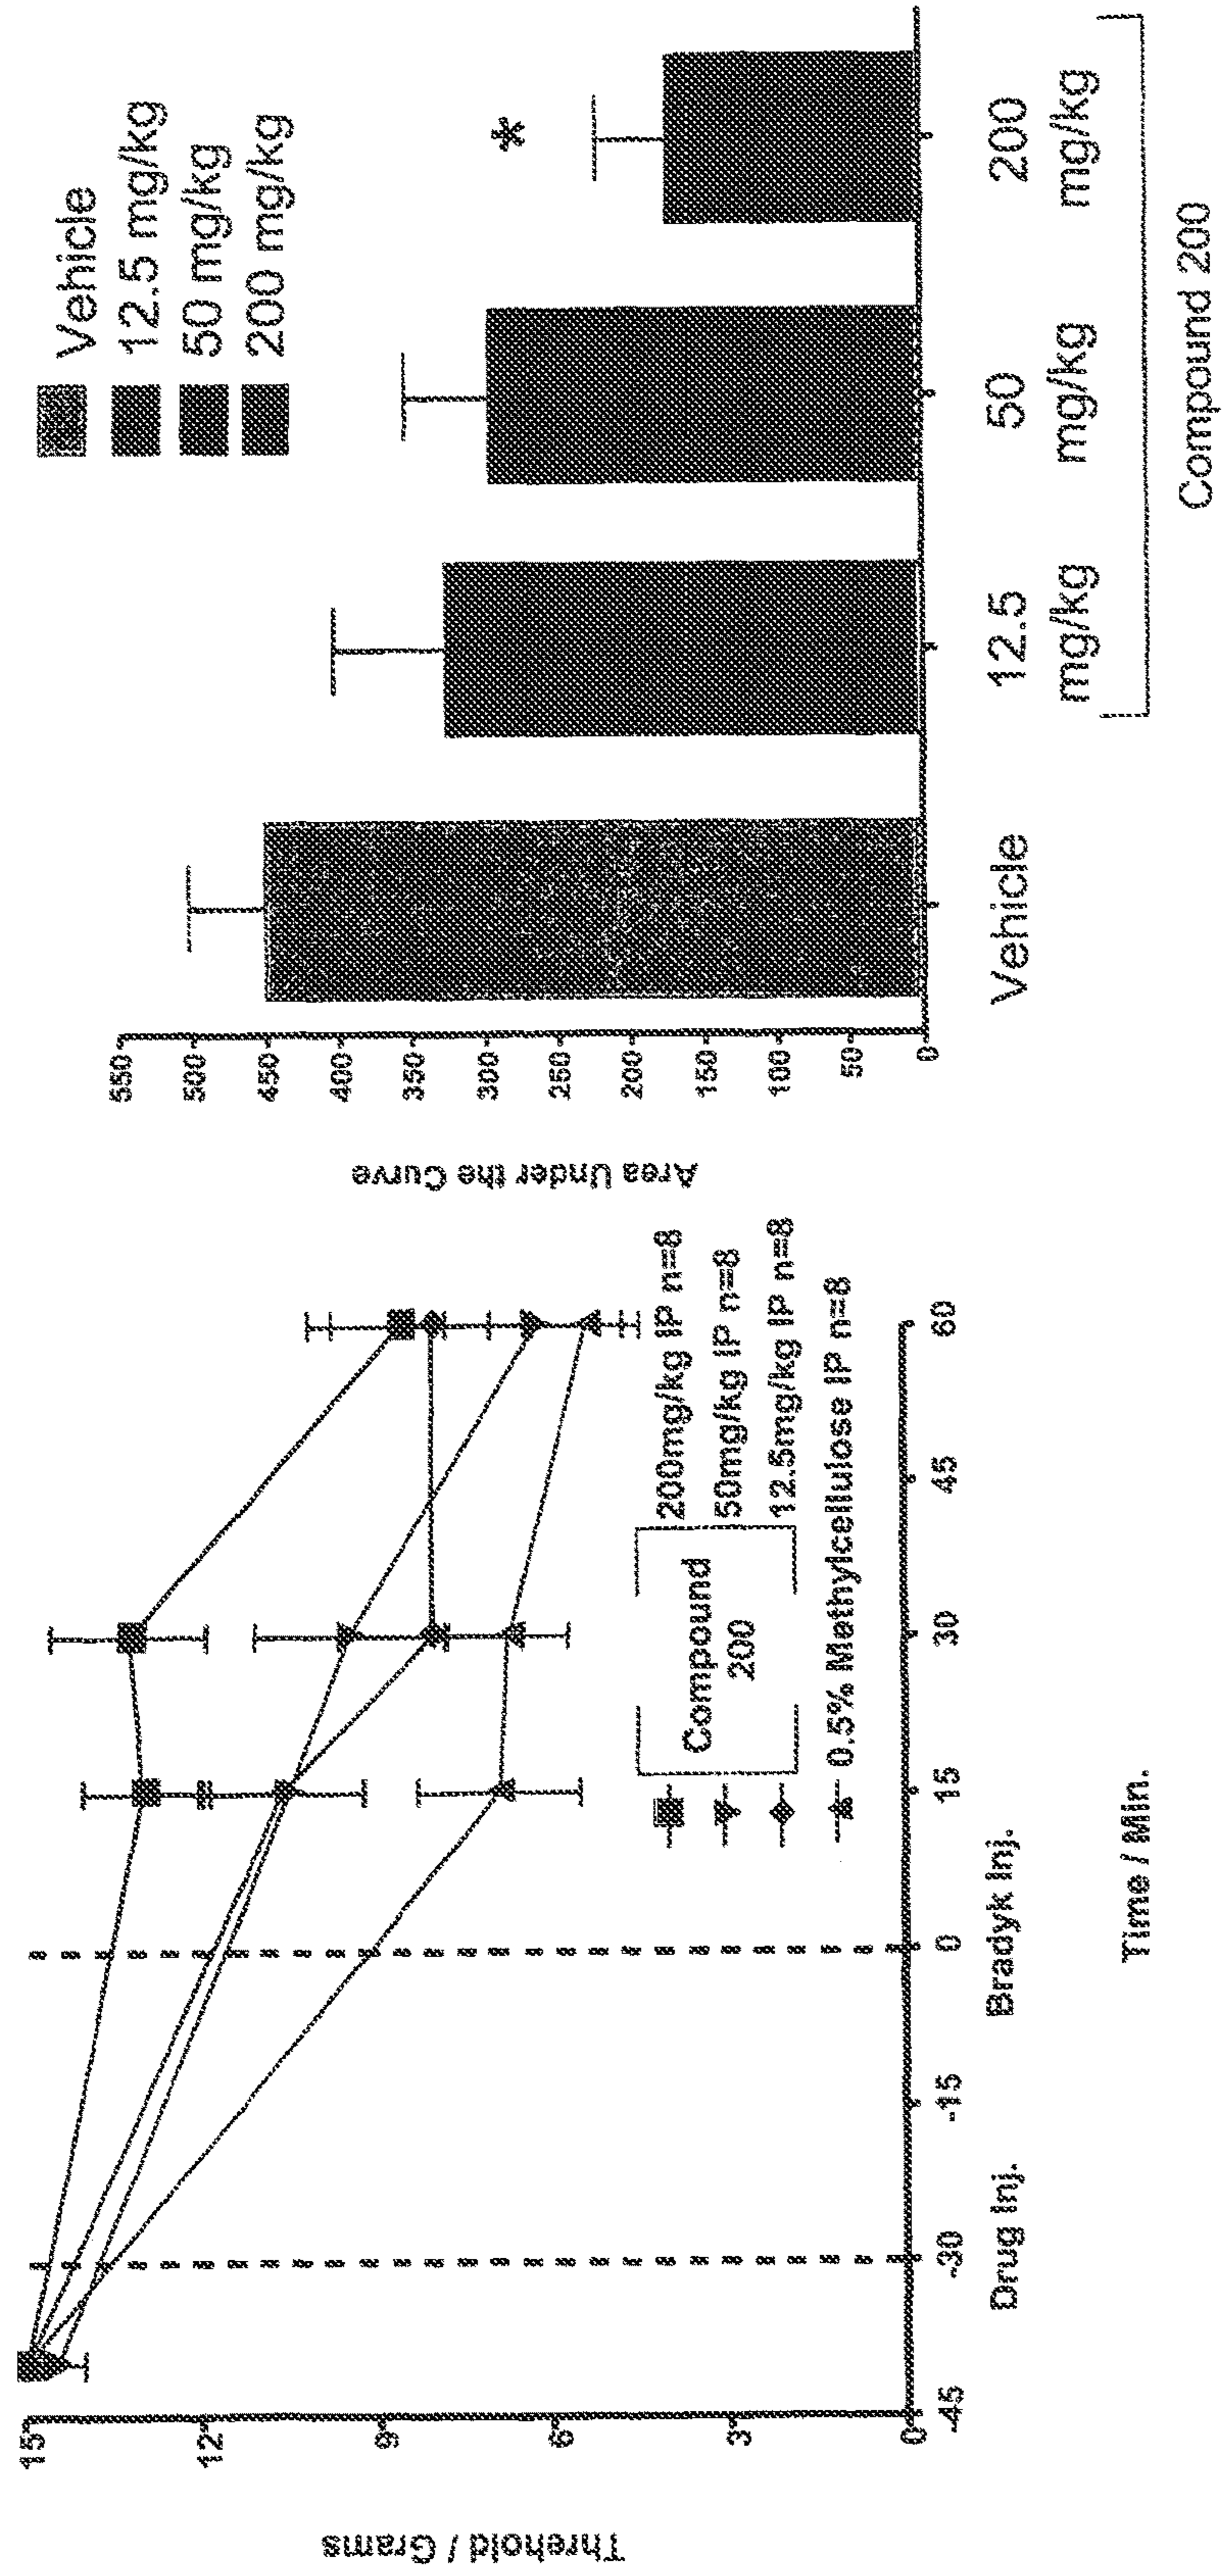 Threhold / Grams
15
12
9
6
3
0
-45
-30
-15
0
15
30
45
60
Drug Inj.
Bradyk Inj.
Time / Min.
Compound
200
200mg/kg IP n=8
50mg/kg IP n=8
12.5mg/kg IP n=8
0.5% Methylcellulose IP n=8
Area Under the Curve
550
500
450
400
350
300
250
200
150
100
50
0
Vehicle
12.5 mg/kg
50 mg/kg
200 mg/kg
*
Vehicle
12.5
mg/kg
50
mg/kg
200
mg/kg
Compound 200